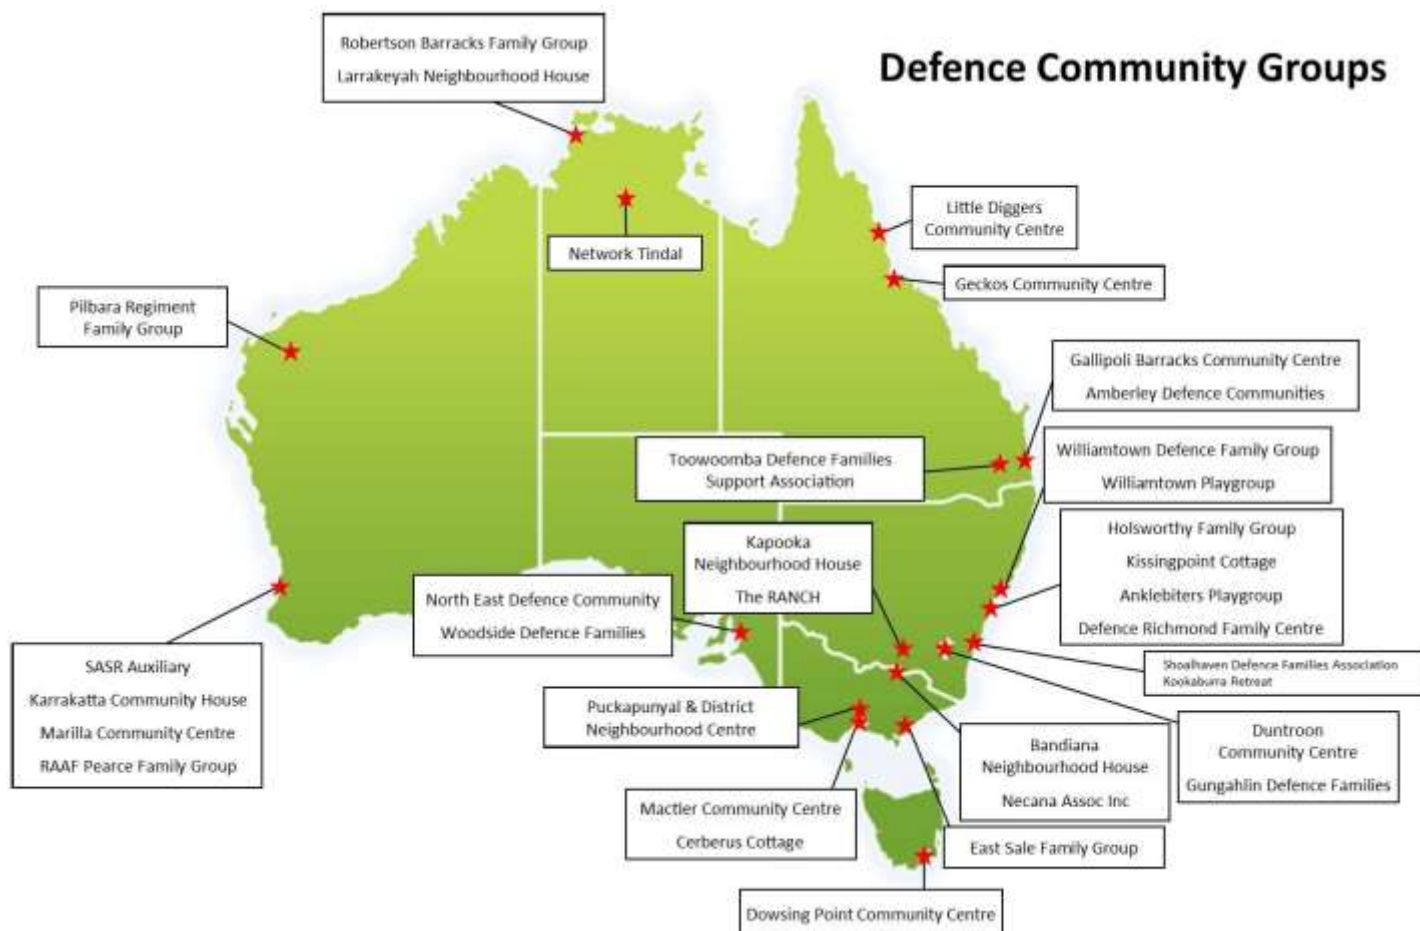 Defence Community Groups
Robertson Barracks Family Group
Larrakeyah Neighbourhood House
Little Diggers
Community Centre
Network Tindal
Geckos Community Centre
Pilbara Regiment
Family Group
Gallipoli Barracks Community Centre
Amberley Defence Communities
Toowoomba Defence Families
Support Association
Williamtown Defence Family Group
Williamtown Playgroup
Kapooka
Neighbourhood House
The RANCH
Holsworthy Family Group
Kissingpoint Cottage
Anklebiters Playgroup
Defence Richmond Family Centre
North East Defence Community
Woodside Defence Families
SASR Auxiliary
Karrakatta Community House
Marilla Community Centre
RAAF Pearce Family Group
Shoalhaven Defence Families Association
Kookaburra Retreat
Puckapunyal & District
Neighbourhood Centre
Duntroon
Community Centre
Gungahlin Defence Families
Bandiana
Neighbourhood House
Necana Assoc Inc
Mactier Community Centre
Cerberus Cottage
East Sale Family Group
Dowsing Point Community Centre